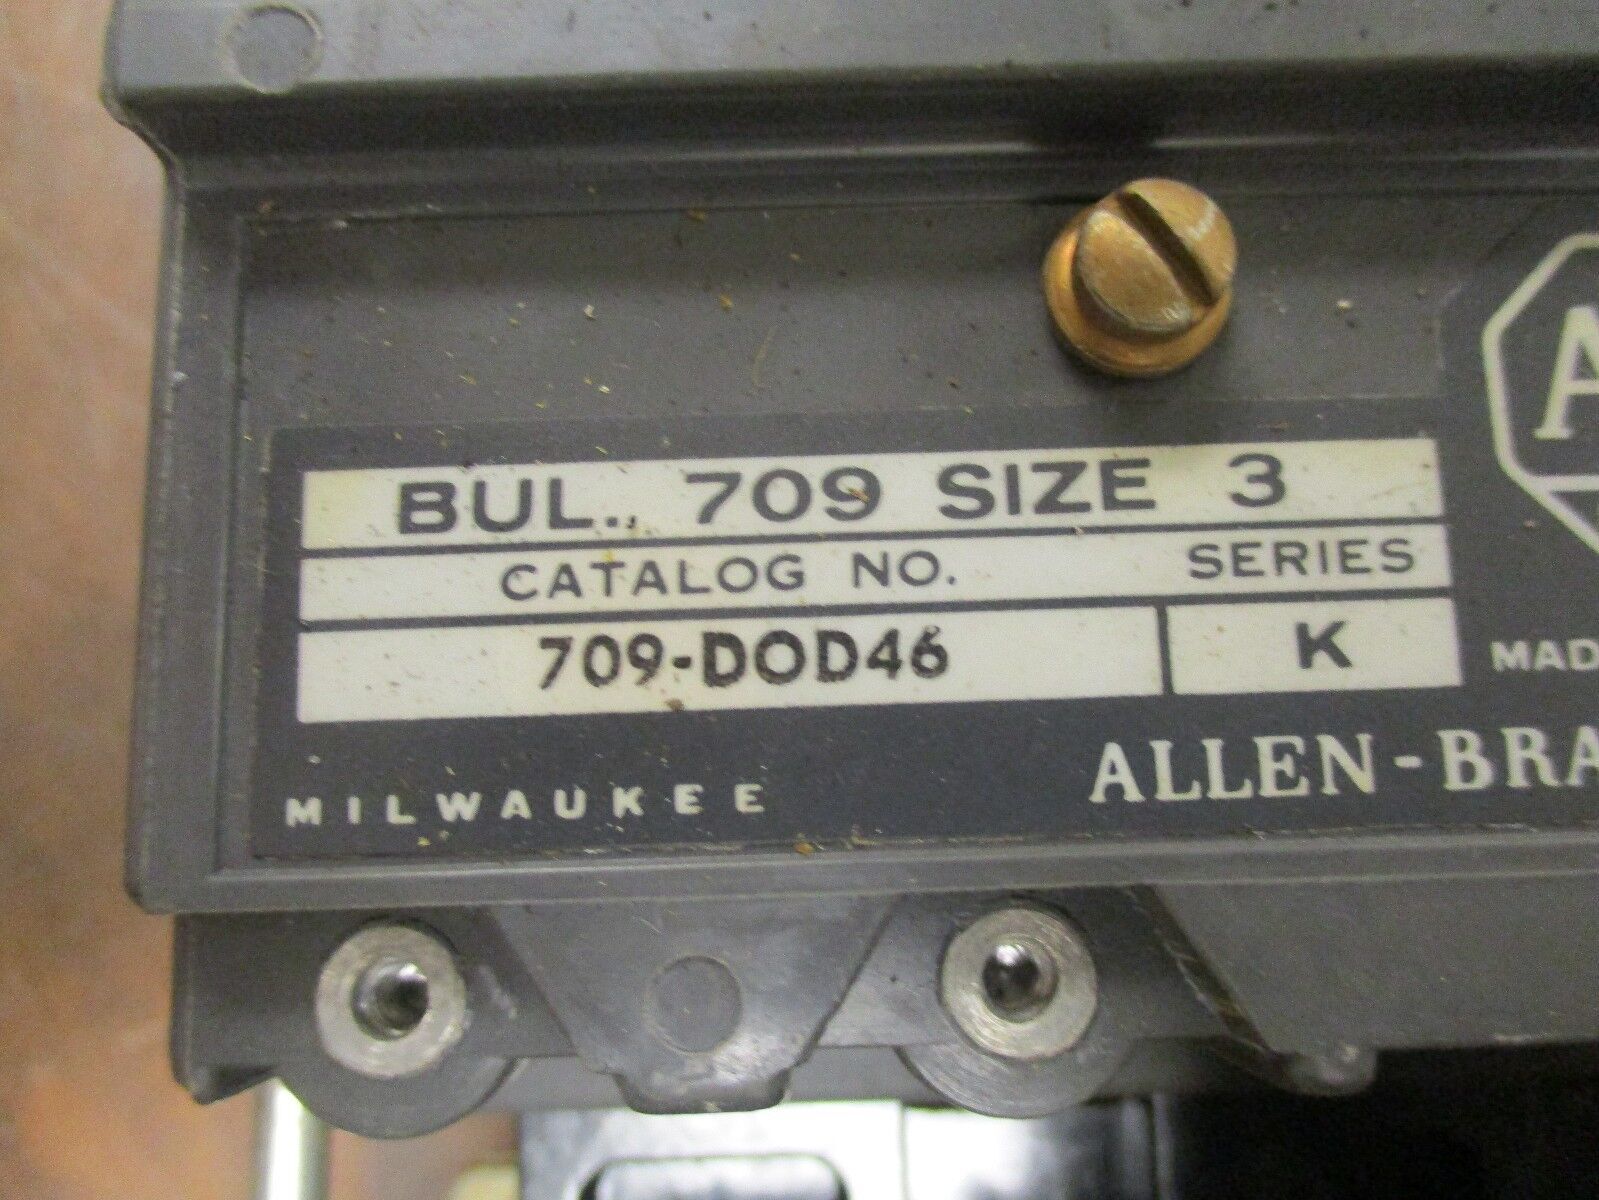 BUL. 709 SIZE 3
CATALOG NO. SERIES
709-DOD46 K
A
MILWAUKEE ALLEN-BRA
MAD